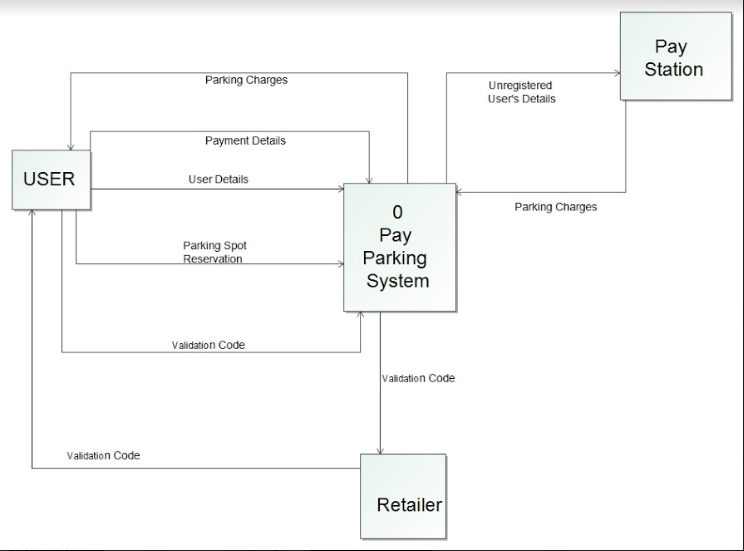 Pay
Station
Parking Charges
Unregistered
User's Details
Payment Details
USER
User Details
Parking Charges
0
Pay
Parking
System
Parking Spot
Reservation
Validation Code
Validation Code
Validation Code
Retailer